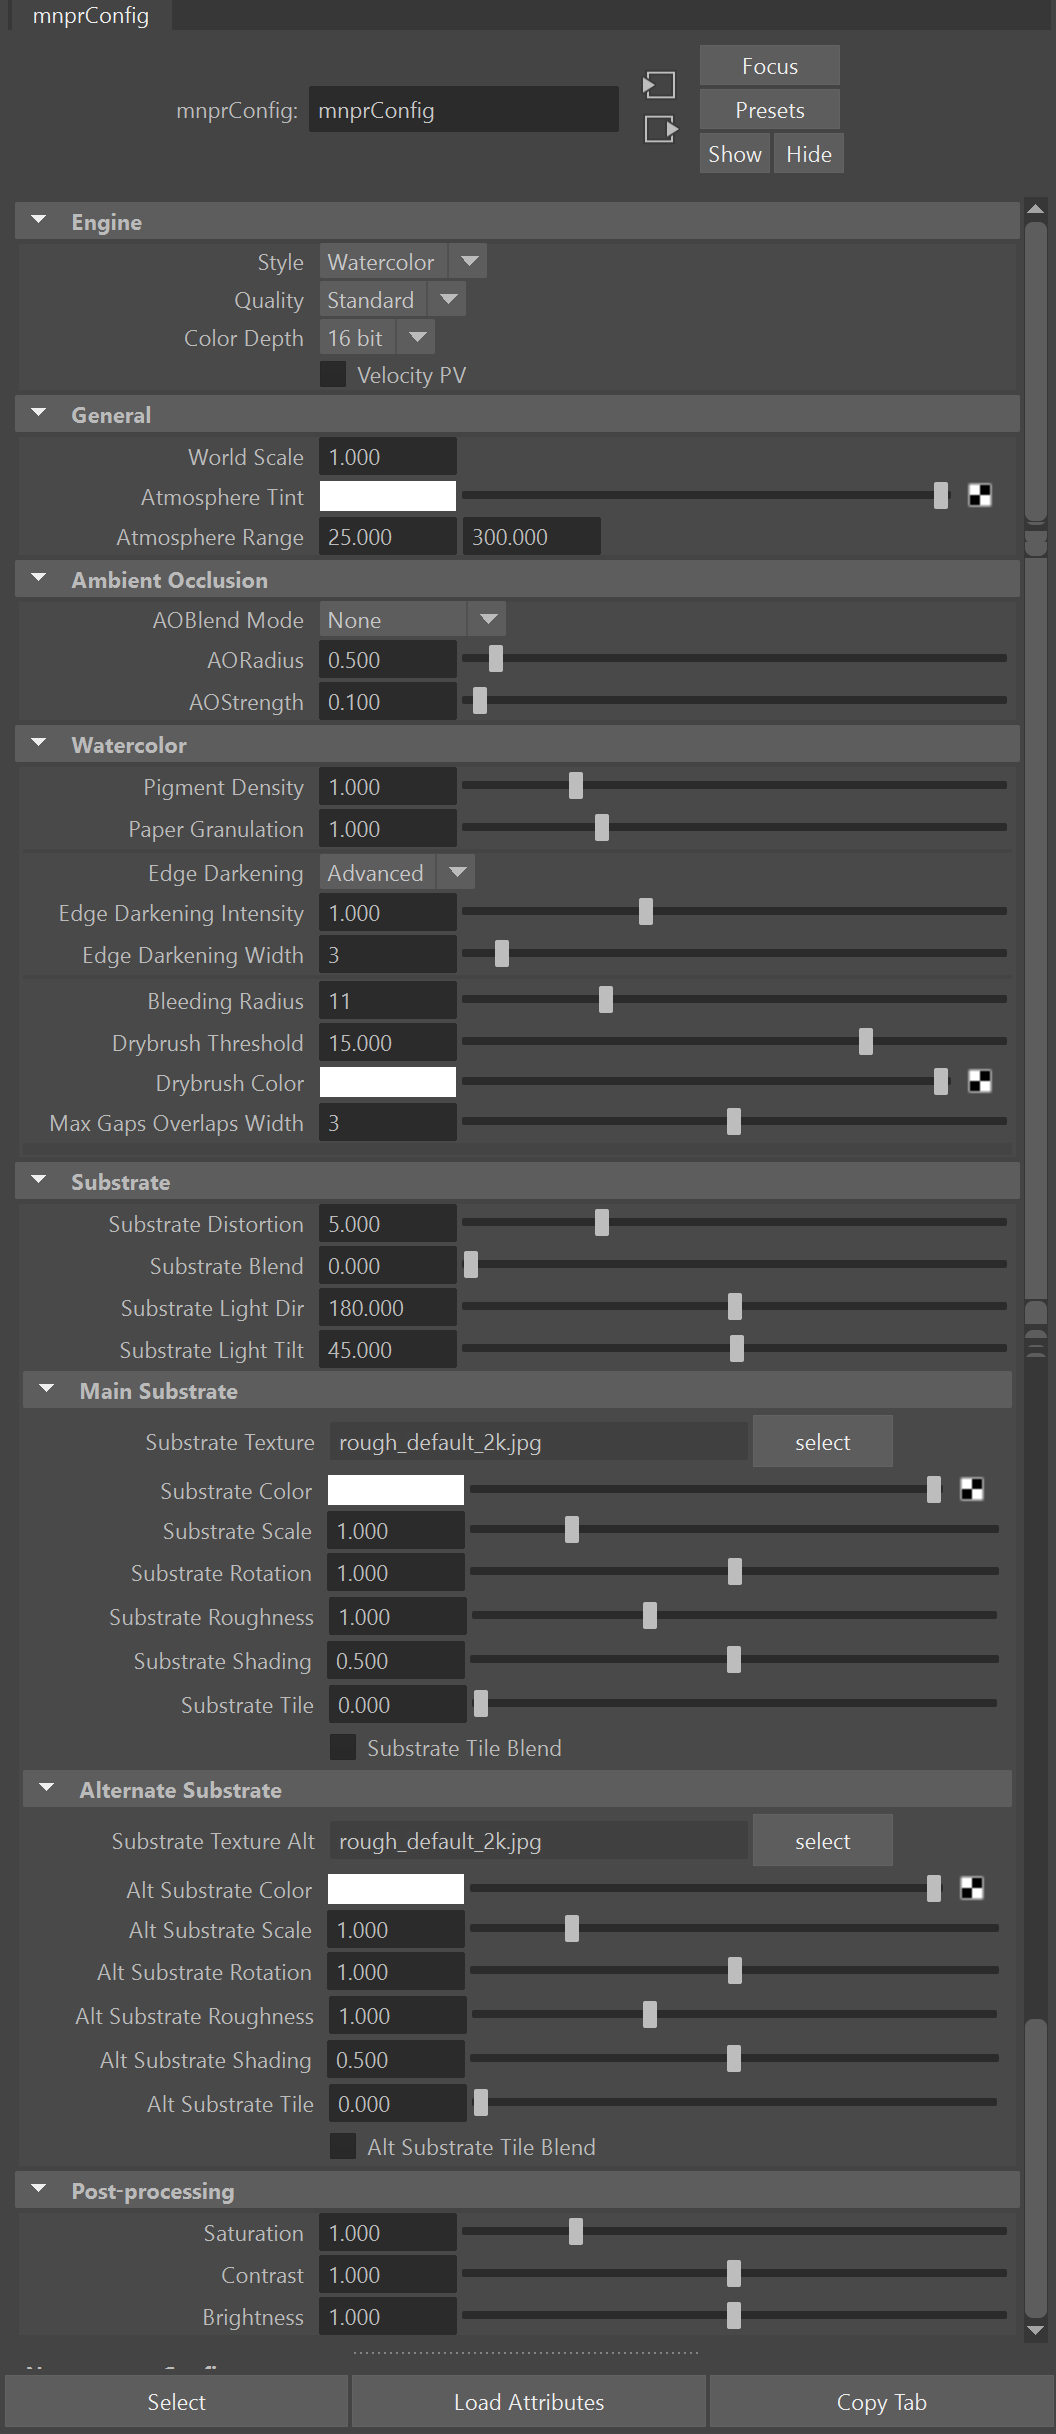 mnprConfig
mnprConfig: mnprConfig
Focus
Presets
Show Hide
Engine
Style Watercolor
Quality Standard
Color Depth 16 bit
Velocity PV
General
World Scale 1.000
Atmosphere Tint
Atmosphere Range 25.000 300.000
Ambient Occlusion
AOBlend Mode None
AORadius 0.500
AOStrength 0.100
Watercolor
Pigment Density 1.000
Paper Granulation 1.000
Edge Darkening Advanced
Edge Darkening Intensity 1.000
Edge Darkening Width 3
Bleeding Radius 11
Drybrush Threshold 15.000
Drybrush Color
Max Gaps Overlaps Width 3
Substrate
Substrate Distortion 5.000
Substrate Blend 0.000
Substrate Light Dir 180.000
Substrate Light Tilt 45.000
Main Substrate
Substrate Texture rough_default_2k.jpg select
Substrate Color
Substrate Scale 1.000
Substrate Rotation 1.000
Substrate Roughness 1.000
Substrate Shading 0.500
Substrate Tile 0.000
Substrate Tile Blend
Alternate Substrate
Substrate Texture Alt rough_default_2k.jpg select
Alt Substrate Color
Alt Substrate Scale 1.000
Alt Substrate Rotation 1.000
Alt Substrate Roughness 1.000
Alt Substrate Shading 0.500
Alt Substrate Tile 0.000
Alt Substrate Tile Blend
Post-processing
Saturation 1.000
Contrast 1.000
Brightness 1.000
Select Load Attributes Copy Tab